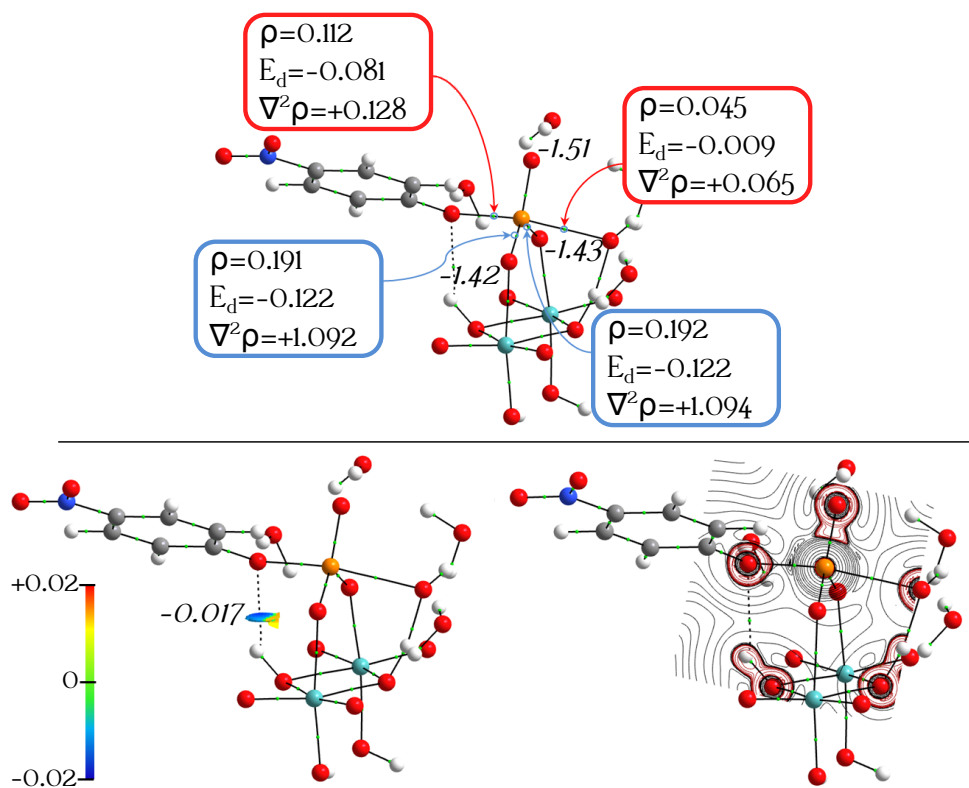 ρ=0.112
E_d=-0.081
∇²ρ=+0.128
ρ=0.045
E_d=-0.009
∇²ρ=+0.065
-1.51
-1.43
-1.42
ρ=0.191
E_d=-0.122
∇²ρ=+1.092
ρ=0.192
E_d=-0.122
∇²ρ=+1.094
+0.02
0
-0.02
-0.017